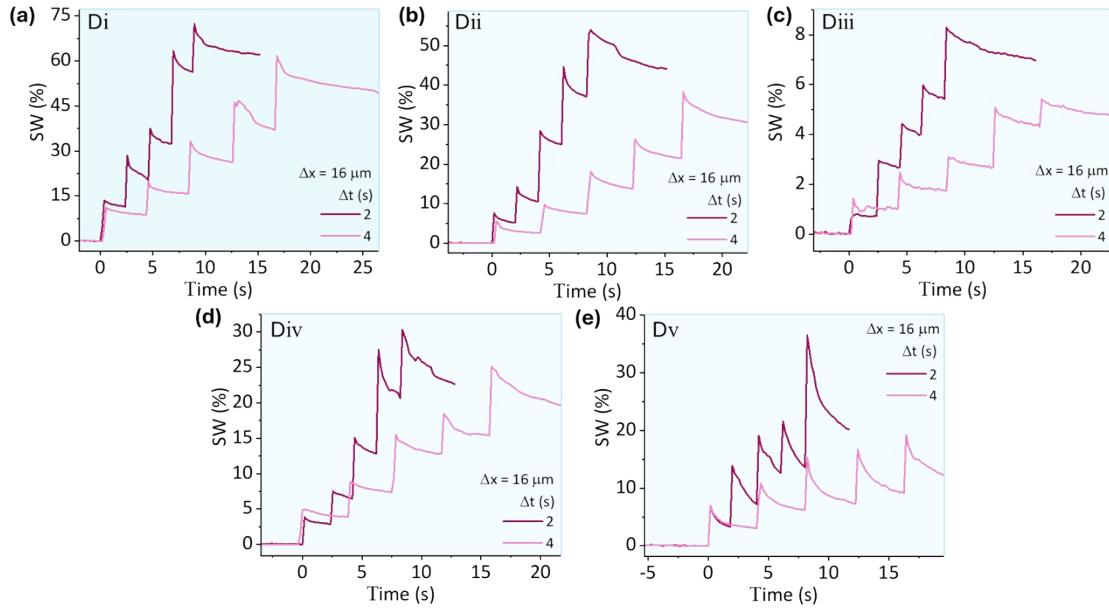 (a)
Di
75
60
45
30
15
0
SW (%)
0 5 10 15 20 25
Time (s)
Δx = 16 μm
Δt (s)
2
4
(b)
Dii
50
40
30
20
10
0
SW (%)
0 5 10 15 20
Time (s)
Δx = 16 μm
Δt (s)
2
4
(c)
Diii
8
6
4
2
0
SW (%)
0 5 10 15 20
Time (s)
Δx = 16 μm
Δt (s)
2
4
(d)
Div
30
25
20
15
10
5
0
SW (%)
0 5 10 15 20
Time (s)
Δx = 16 μm
Δt (s)
2
4
(e)
Dv
40
30
20
10
0
SW (%)
-5 0 5 10 15
Time (s)
Δx = 16 μm
Δt (s)
2
4